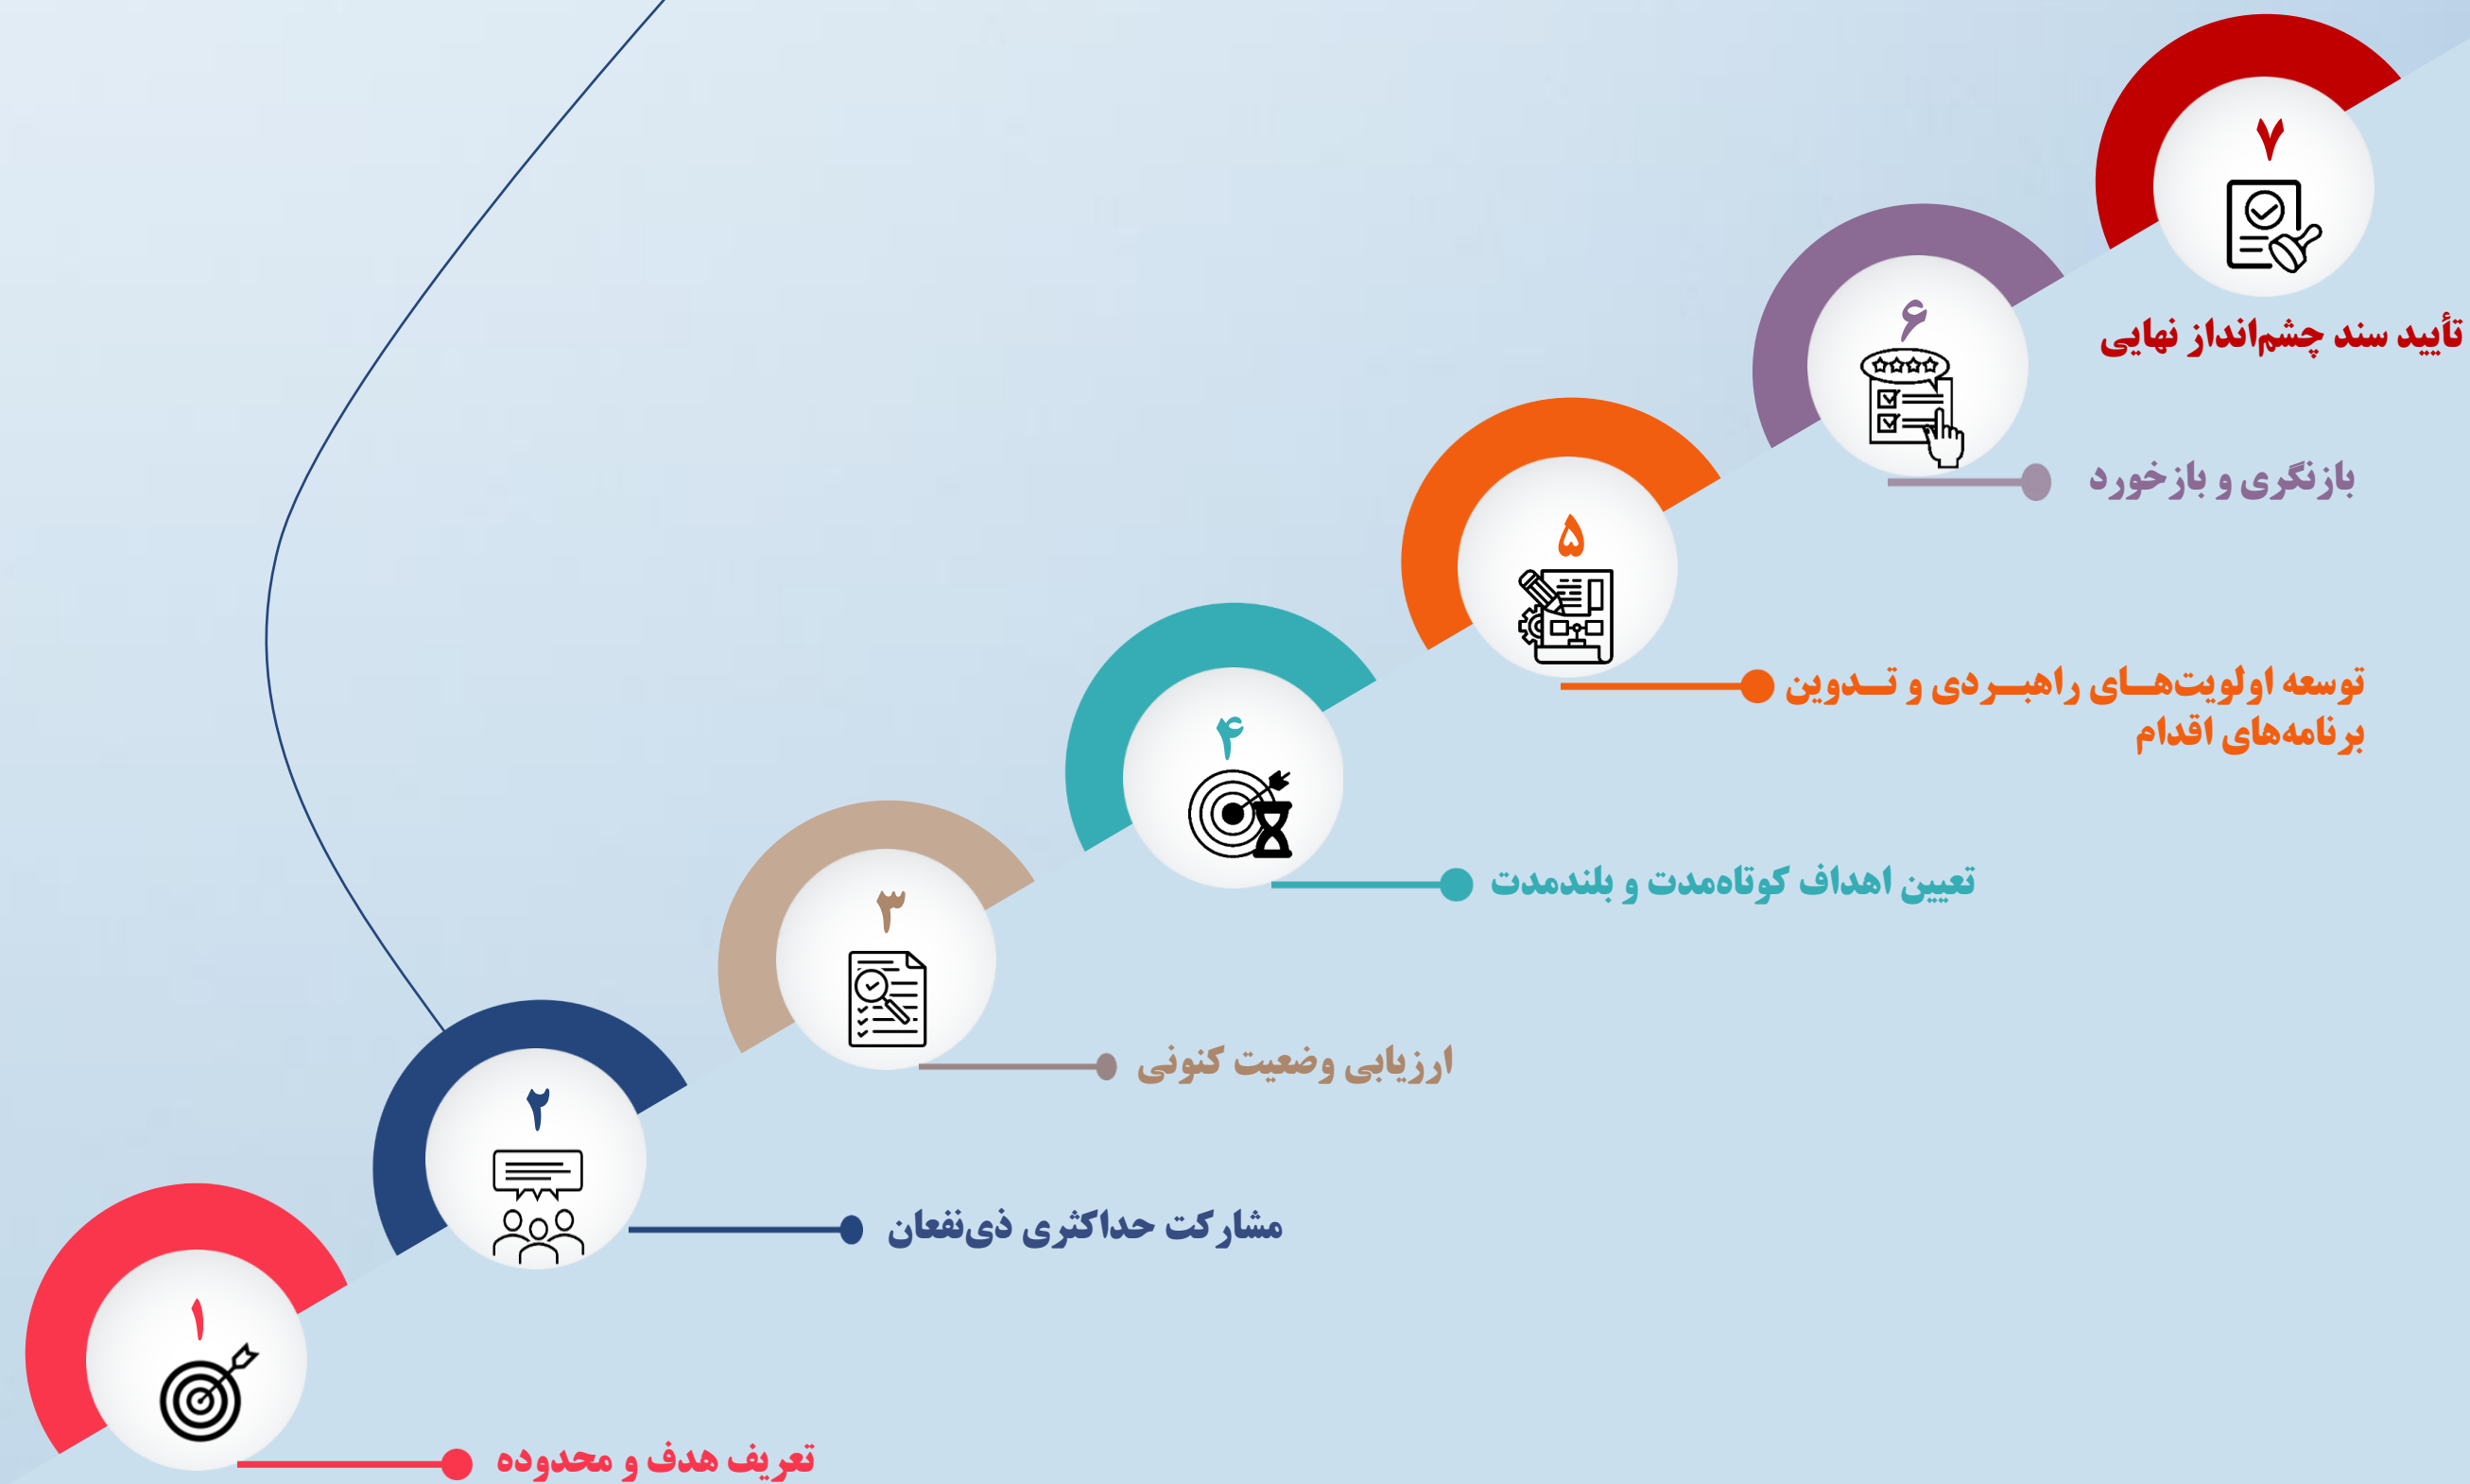 ۷
تأیید سند چشم‌انداز نهایی
۶
بازنگری و بازخورد
۵
توسعه اولویت‌هـــای راهبـــردی و تـــدوین
برنامه‌های اقدام
۴
تعیین اهداف کوتاه‌مدت و بلندمدت
۳
ارزیابی وضعیت کنونی
۲
مشارکت حداکثری ذی‌نفعان
۱
تعریف هدف و محدوده